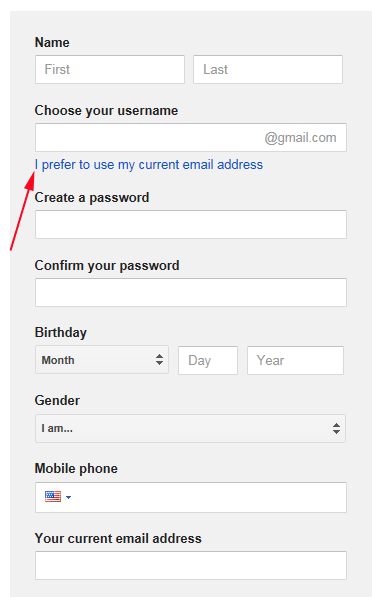 Name
First Last
Choose your username
@gmail.com
I prefer to use my current email address
Create a password
Confirm your password
Birthday
Month Day Year
Gender
I am...
Mobile phone
Your current email address